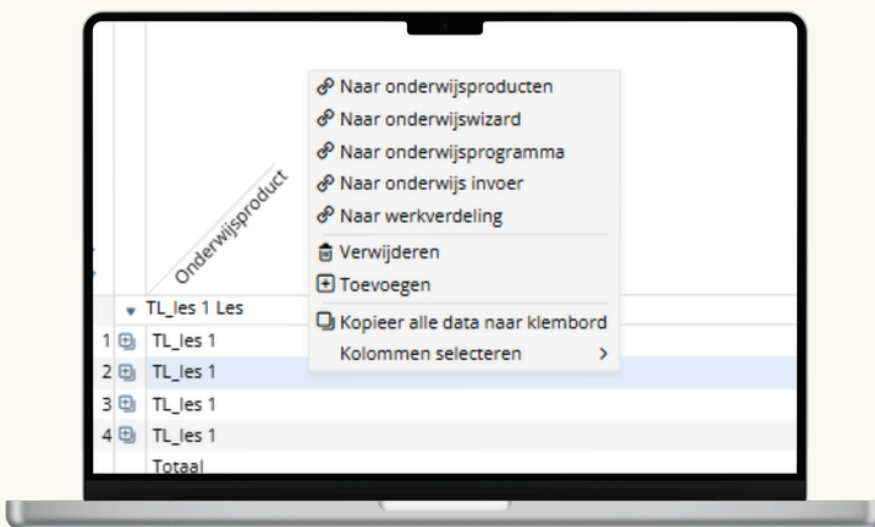 Naar onderwijsproducten
Naar onderwijswizard
Naar onderwijsprogramma
Naar onderwijs invoer
Naar werkverdeling
Verwijderen
Toevoegen
Kopieer alle data naar klembord
Kolommen selecteren
Onderwijsproduct
TL_les 1 Les
1 TL_les 1
2 TL_les 1
3 TL_les 1
4 TL_les 1
Totaal